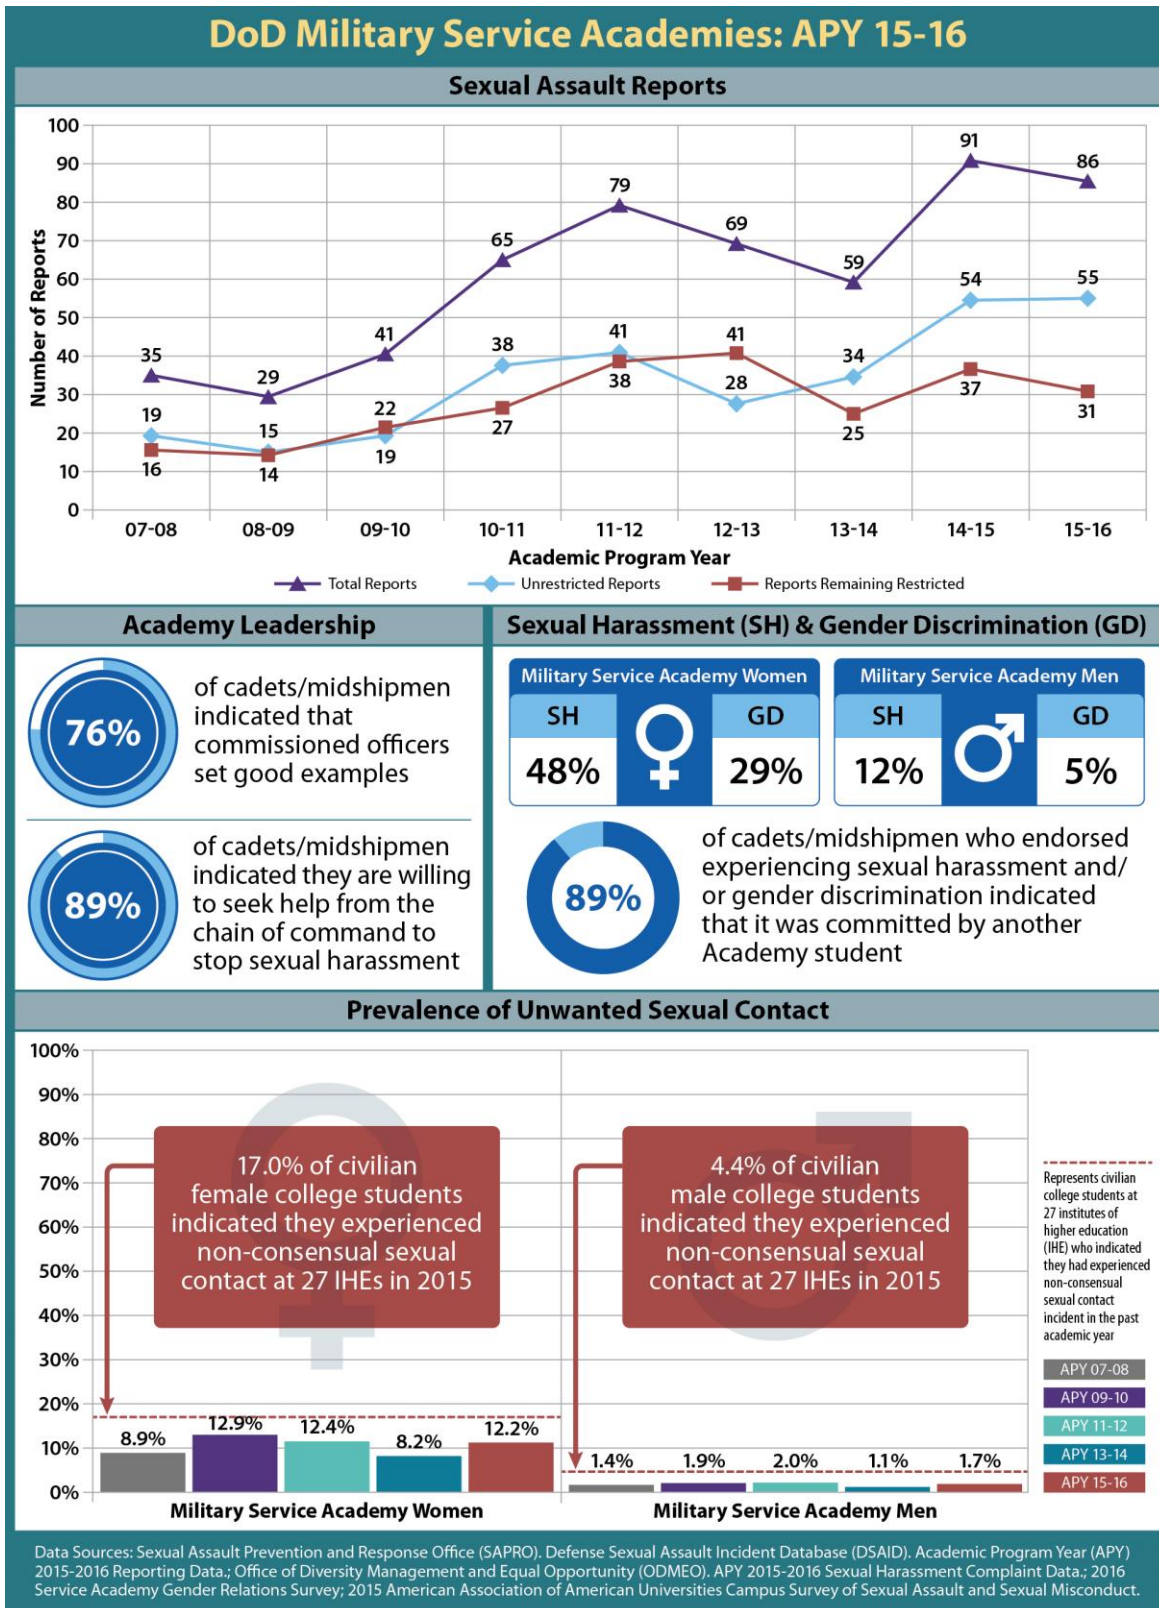 DoD Military Service Academies: APY 15-16
Sexual Assault Reports
Number of Reports
100
90
80
70
60
50
40
30
20
10
0
35
29
41
65
79
69
59
91
86
19
15
22
38
41
41
34
54
55
16
14
19
27
38
28
25
37
31
07-08
08-09
09-10
10-11
11-12
12-13
13-14
14-15
15-16
Academic Program Year
Total Reports
Unrestricted Reports
Reports Remaining Restricted
Academy Leadership
76%
of cadets/midshipmen
indicated that
commissioned officers
set good examples
89%
of cadets/midshipmen
indicated they are willing
to seek help from the
chain of command to
stop sexual harassment
Sexual Harassment (SH) & Gender Discrimination (GD)
Military Service Academy Women
SH
GD
48%
29%
Military Service Academy Men
SH
GD
12%
5%
89%
of cadets/midshipmen who endorsed
experiencing sexual harassment and/
or gender discrimination indicated
that it was committed by another
Academy student
Prevalence of Unwanted Sexual Contact
100%
90%
80%
70%
60%
50%
40%
30%
20%
10%
0%
17.0% of civilian
female college students
indicated they experienced
non-consensual sexual
contact at 27 IHEs in 2015
4.4% of civilian
male college students
indicated they experienced
non-consensual sexual
contact at 27 IHEs in 2015
8.9%
12.9%
12.4%
8.2%
12.2%
1.4%
1.9%
2.0%
1.1%
1.7%
Military Service Academy Women
Military Service Academy Men
Represents civilian
college students at
27 institutes of
higher education
(IHE) who indicated
they had experienced
non-consensual
sexual contact
incident in the past
academic year
APY 07-08
APY 09-10
APY 11-12
APY 13-14
APY 15-16
Data Sources: Sexual Assault Prevention and Response Office (SAPRO). Defense Sexual Assault Incident Database (DSAID). Academic Program Year (APY)
2015-2016 Reporting Data.; Office of Diversity Management and Equal Opportunity (ODMEO). APY 2015-2016 Sexual Harassment Complaint Data.; 2016
Service Academy Gender Relations Survey; 2015 American Association of American Universities Campus Survey of Sexual Assault and Sexual Misconduct.